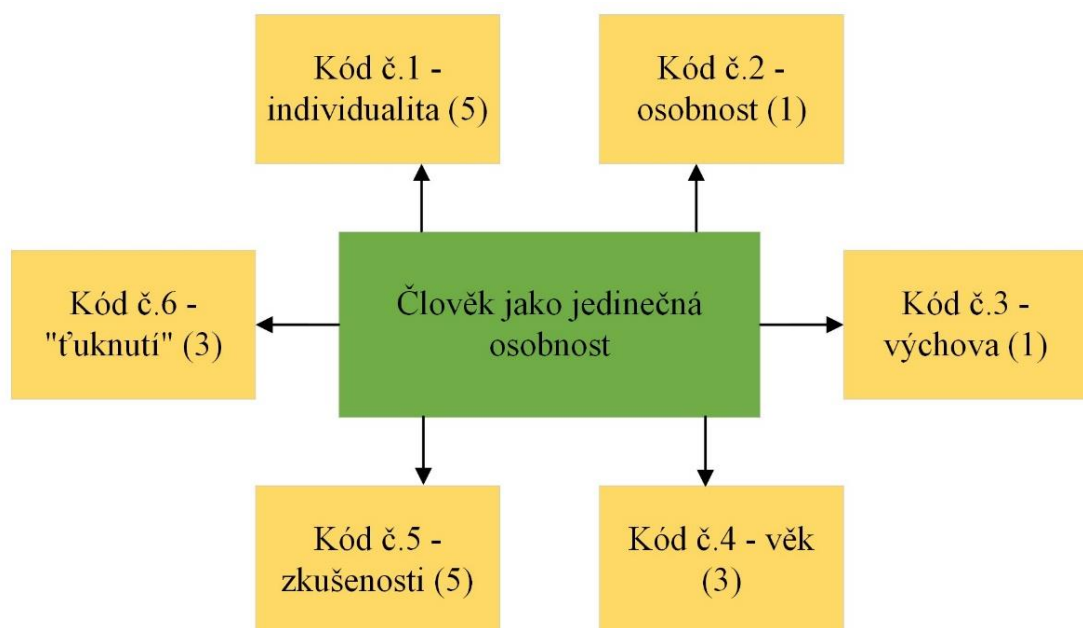 Kód č.1 -
individualita (5)
Kód č.2 -
osobnost (1)
Kód č.6 -
"ťuknutí" (3)
Člověk jako jedinečná
osobnost
Kód č.3 -
výchova (1)
Kód č.5 -
zkušenosti (5)
Kód č.4 - věk
(3)